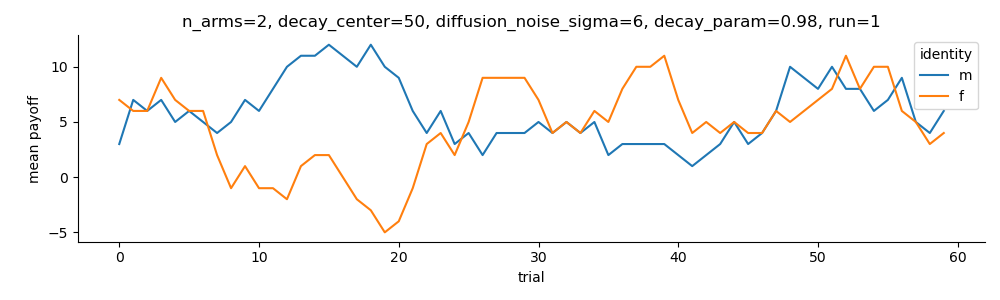 n_arms=2, decay_center=50, diffusion_noise_sigma=6, decay_param=0.98, run=1
identity
m
f
mean payoff
10
5
0
−5
0 10 20 30 40 50 60
trial